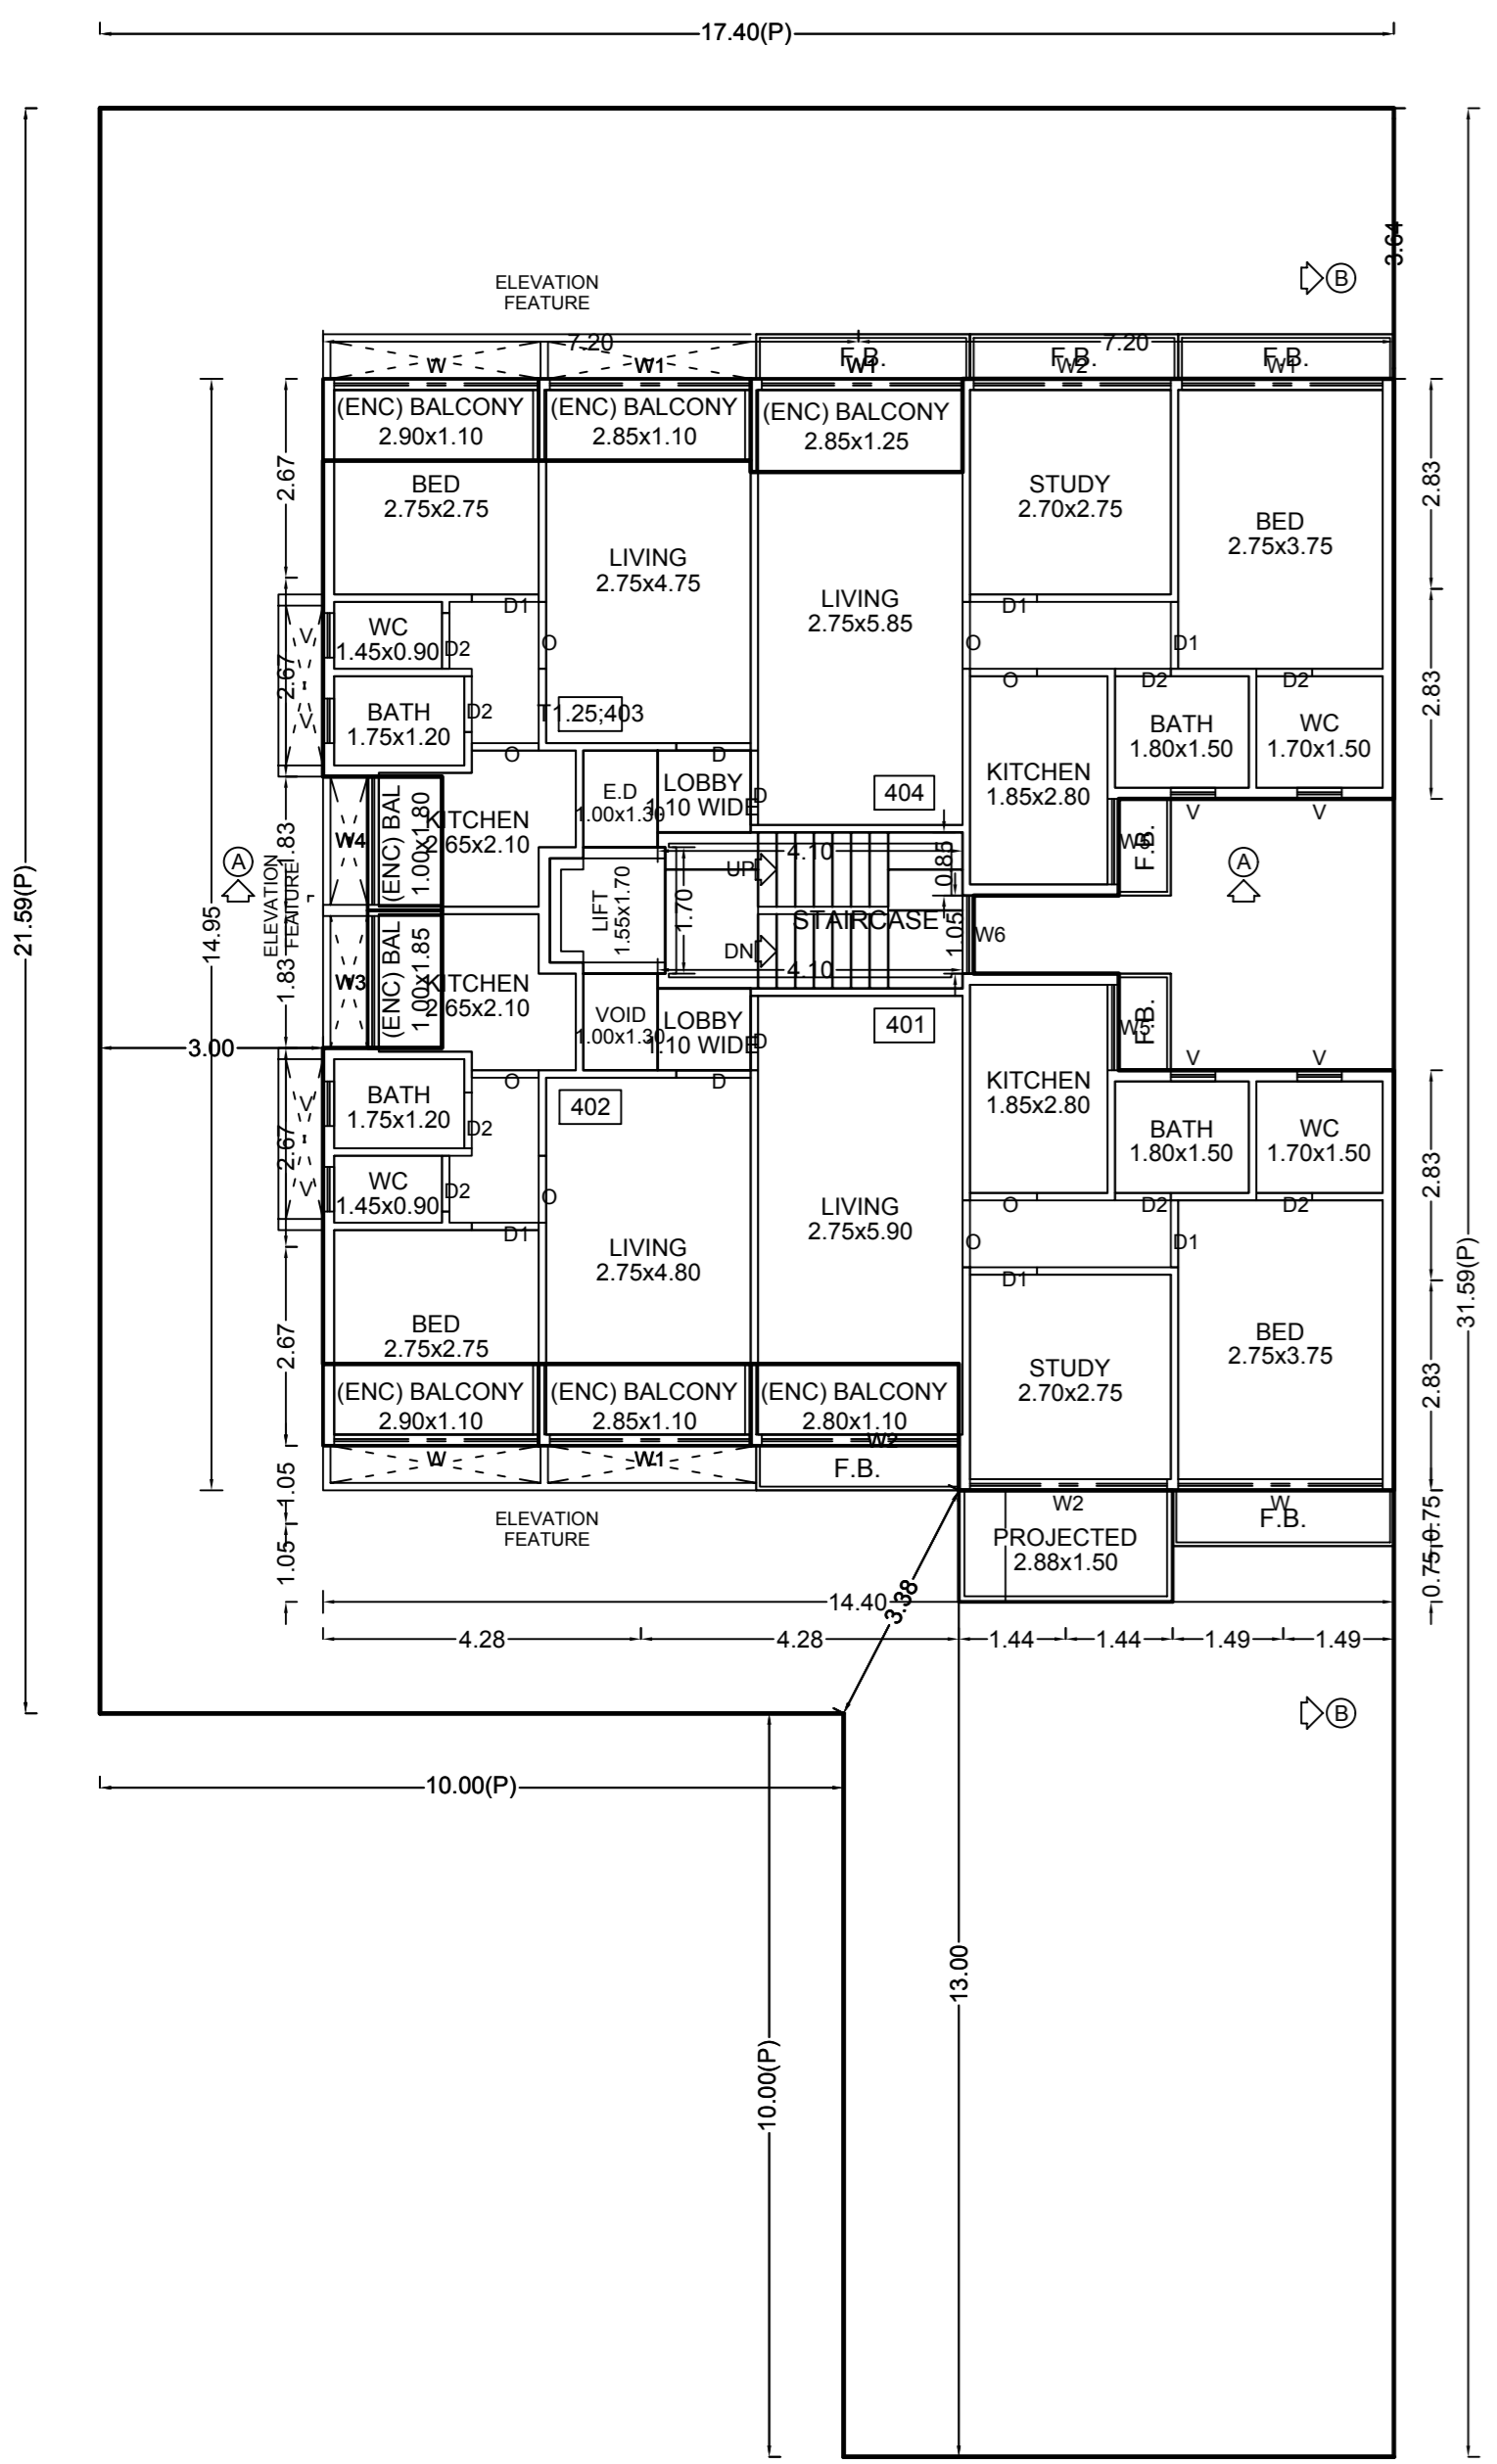 17.40(P)
3.64
ELEVATION
FEATURE
B
7.20
7.20
F.B.
F.B.
F.B.
W
W1
W1
W2
W1
(ENC) BALCONY
2.90x1.10
(ENC) BALCONY
2.85x1.10
(ENC) BALCONY
2.85x1.25
2.67
BED
2.75x2.75
STUDY
2.70x2.75
2.83
BED
2.75x3.75
LIVING
2.75x4.75
LIVING
2.75x5.85
D1
D1
V
WC
1.45x0.90
D2
O
O
D1
2.67
V
BATH
1.75x1.20
D2
T1.25;403
O
D2
D2
2.83
BATH
1.80x1.50
WC
1.70x1.50
O
D
E.D
1.00x1.30
LOBBY
1.10 WIDE
D
404
KITCHEN
1.85x2.80
V
V
1.83
W4
(ENC) BAL
1.00x1.80
KITCHEN
2.65x2.10
4.10
0.85
W5
F.B.
A
A
UP
ELEVATION
FEATURE
21.59(P)
14.95
LIFT
1.55x1.70
1.70
STAIRCASE
1.05
W6
DN
4.10
1.83
W3
(ENC) BAL
1.00x1.85
KITCHEN
2.65x2.10
VOID
1.00x1.30
LOBBY
1.10 WIDE
D
401
W5
F.B.
3.00
V
V
O
D
V
BATH
1.75x1.20
402
KITCHEN
1.85x2.80
D2
BATH
1.80x1.50
WC
1.70x1.50
2.67
2.83
V
WC
1.45x0.90
D2
O
O
D2
D2
D1
LIVING
2.75x5.90
O
D1
LIVING
2.75x4.80
D1
31.59(P)
2.67
BED
2.75x2.75
STUDY
2.70x2.75
BED
2.75x3.75
2.83
(ENC) BALCONY
2.90x1.10
(ENC) BALCONY
2.85x1.10
(ENC) BALCONY
2.80x1.10
W2
W
W1
F.B.
1.05
ELEVATION
FEATURE
W2
W
F.B.
0.75
1.05
PROJECTED
2.88x1.50
0.75
3.38
14.40
4.28
4.28
1.44
1.44
1.49
1.49
B
10.00(P)
13.00
10.00(P)